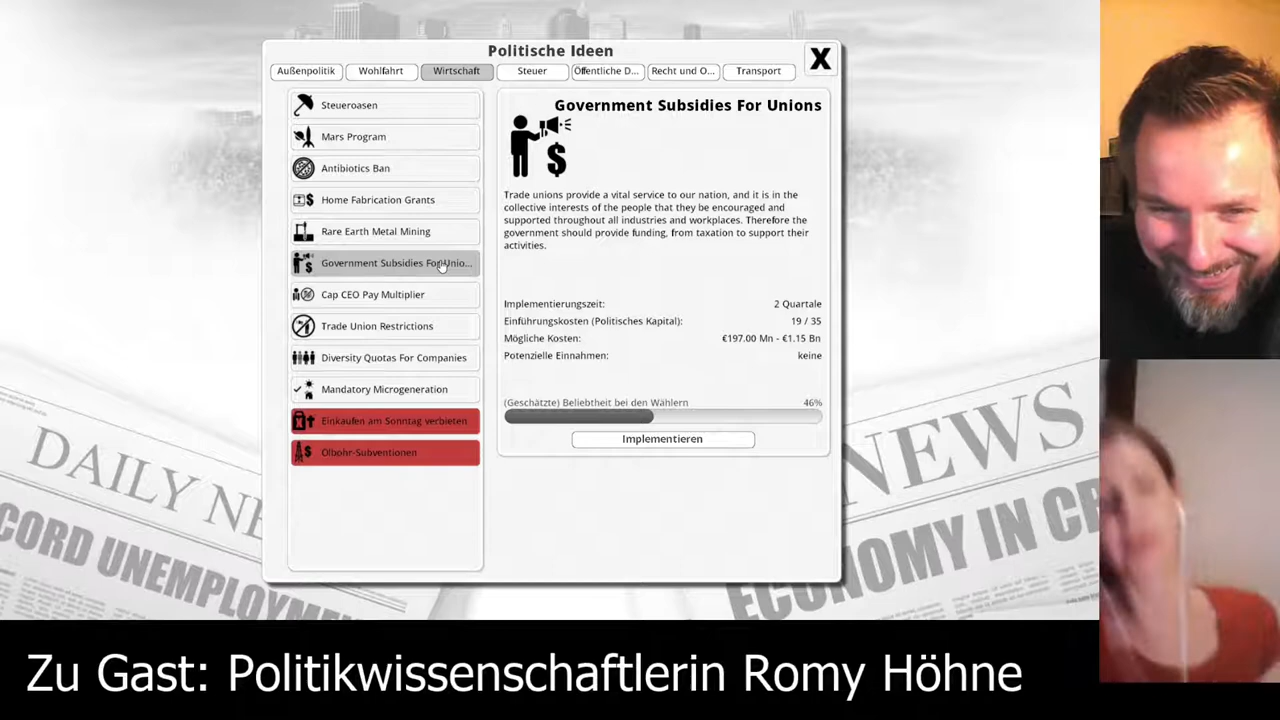 Politische Ideen
X
Außenpolitik
Wohlfahrt
Wirtschaft
Steuer
Öffentliche D...
Recht und O...
Transport
Steueroasen
Mars Program
Antibiotics Ban
Home Fabrication Grants
Rare Earth Metal Mining
Government Subsidies For Unio...
Cap CEO Pay Multiplier
Trade Union Restrictions
Diversity Quotas For Companies
Mandatory Microgeneration
Einkaufen am Sonntag verbieten
Ölbohr-Subventionen
Government Subsidies For Unions
Trade unions provide a vital service to our nation, and it is in the
collective interests of the people that they be encouraged and
supported throughout all industries and workplaces. Therefore the
government should provide funding, from taxation to support their
activities.
Implementierungszeit: 2 Quartale
Einführungskosten (Politisches Kapital): 19 / 35
Mögliche Kosten: €197.00 Mn - €1.15 Bn
Potenzielle Einnahmen: keine
(Geschätzte) Beliebtheit bei den Wählern 46%
Implementieren
DAILY NE
CORD UNEMPLOYME
NEWS
ECONOMY IN CR
Zu Gast: Politikwissenschaftlerin Romy Höhne